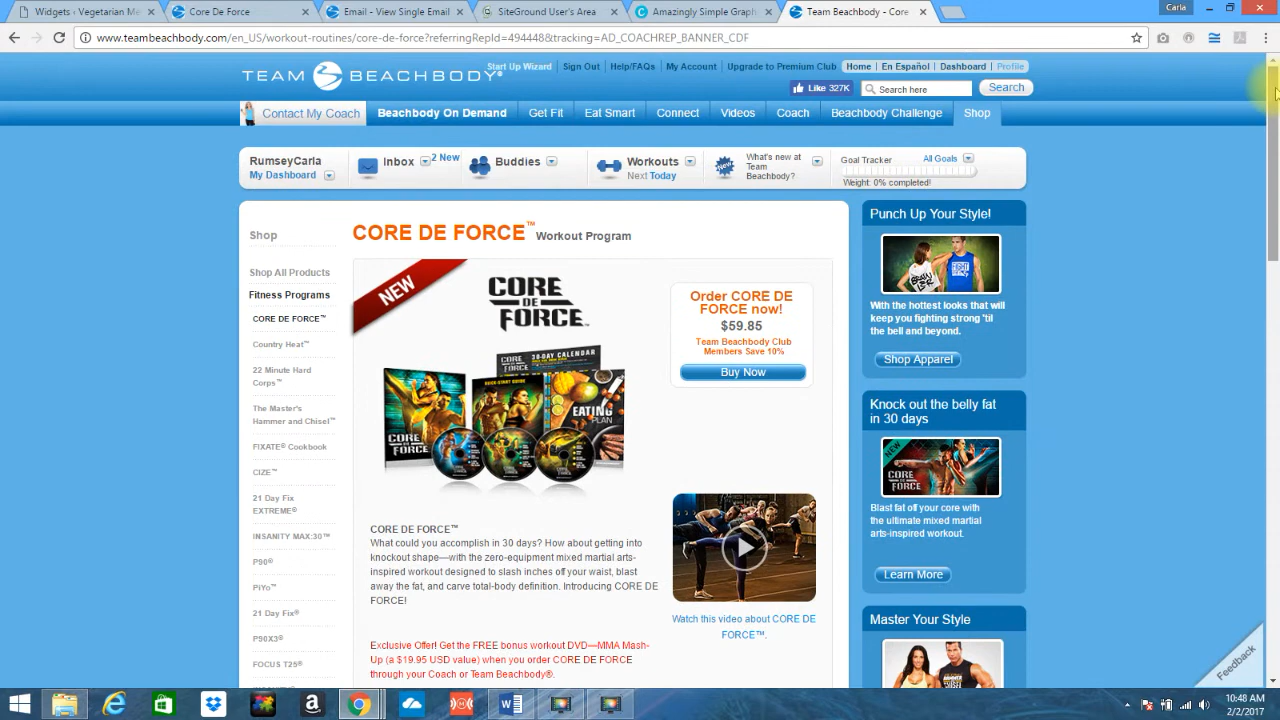 Widgets ‹ Vegetarian Me
Core De Force
Email - View Single Email
SiteGround User's Area
Amazingly Simple Graph
Team Beachbody - Core
Carla
www.teambeachbody.com/en_US/workout-routines/core-de-force?referringRepId=494448&tracking=AD_COACHREP_BANNER_CDF
TEAM BEACHBODY®
Start Up Wizard Sign Out Help/FAQs My Account Upgrade to Premium Club Home En Español Dashboard Profile
Like 327K
Search here
Search
Contact My Coach
Beachbody On Demand Get Fit Eat Smart Connect Videos Coach Beachbody Challenge Shop
RumseyCarla
My Dashboard
Inbox 2 New
Buddies
Workouts
Next Today
NEW
What's new at
Team
Beachbody?
Goal Tracker All Goals
Weight: 0% completed!
Shop
Shop All Products
Fitness Programs
CORE DE FORCE™
Country Heat™
22 Minute Hard
Corps™
The Master's
Hammer and Chisel™
FIXATE® Cookbook
CIZE™
21 Day Fix
EXTREME®
INSANITY MAX:30™
P90®
PiYo™
21 Day Fix®
P90X3®
FOCUS T25®
CORE DE FORCE™ Workout Program
NEW
CORE
DE
FORCE™
CORE DE FORCE
30-DAY CALENDAR
QUICK-START GUIDE
EATING
PLAN
CORE
DE
FORCE
Order CORE DE
FORCE now!
$59.85
Team Beachbody Club
Members Save 10%
Buy Now
CORE DE FORCE™
What could you accomplish in 30 days? How about getting into
knockout shape—with the zero-equipment mixed martial arts-
inspired workout designed to slash inches off your waist, blast
away the fat, and carve total-body definition. Introducing CORE DE
FORCE!
Exclusive Offer! Get the FREE bonus workout DVD—MMA Mash-
Up (a $19.95 USD value) when you order CORE DE FORCE
through your Coach or Team Beachbody®.
Watch this video about CORE DE
FORCE™.
Punch Up Your Style!
With the hottest looks that will
keep you fighting strong 'til
the bell and beyond.
Shop Apparel
Knock out the belly fat
in 30 days
NEW
CORE DE FORCE
Blast fat off your core with
the ultimate mixed martial
arts-inspired workout.
Learn More
Master Your Style
Feedback
10:48 AM
2/2/2017